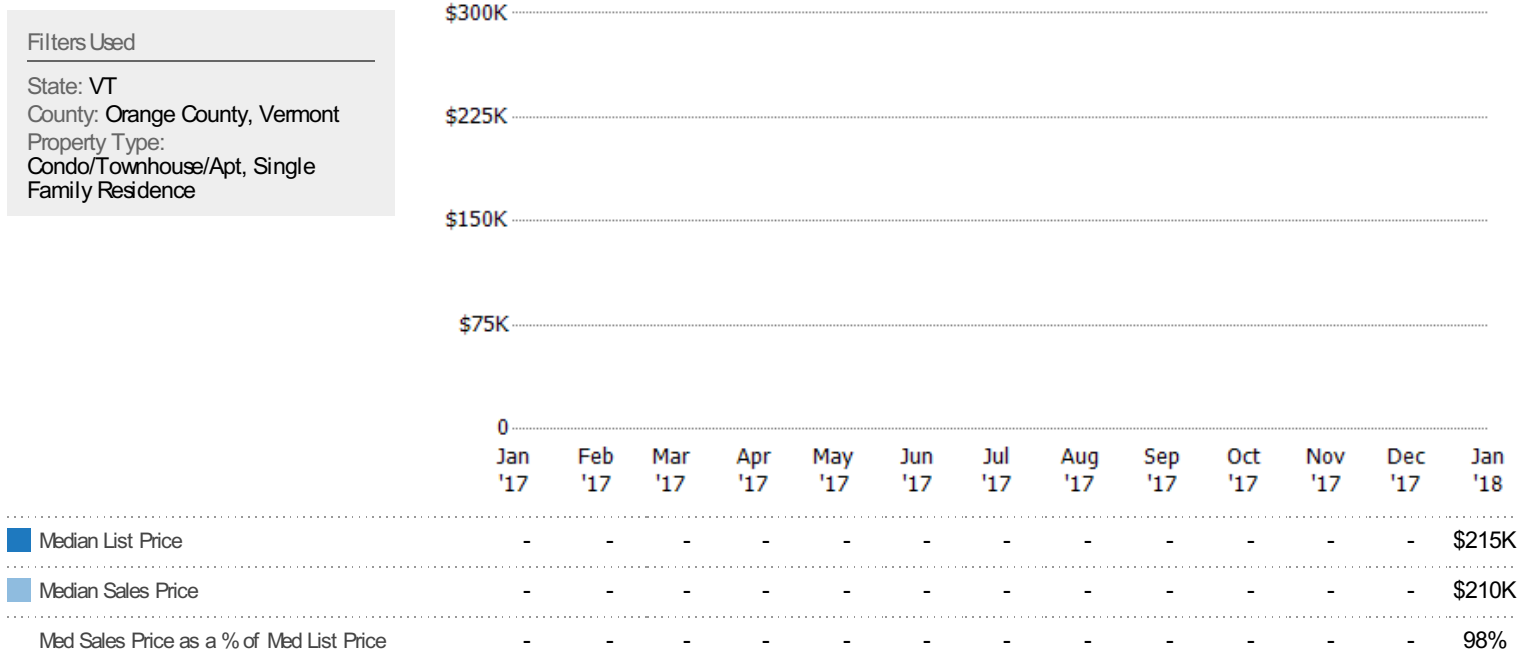 Filters Used
State: VT
County: Orange County, Vermont
Property Type:
Condo/Townhouse/Apt, Single
Family Residence
$300K
$225K
$150K
$75K
0
Jan Feb Mar Apr May Jun Jul Aug Sep Oct Nov Dec Jan
'17 '17 '17 '17 '17 '17 '17 '17 '17 '17 '17 '17 '18
Median List Price - - - - - - - - - - - - $215K
Median Sales Price - - - - - - - - - - - - $210K
Med Sales Price as a % of Med List Price - - - - - - - - - - - - 98%